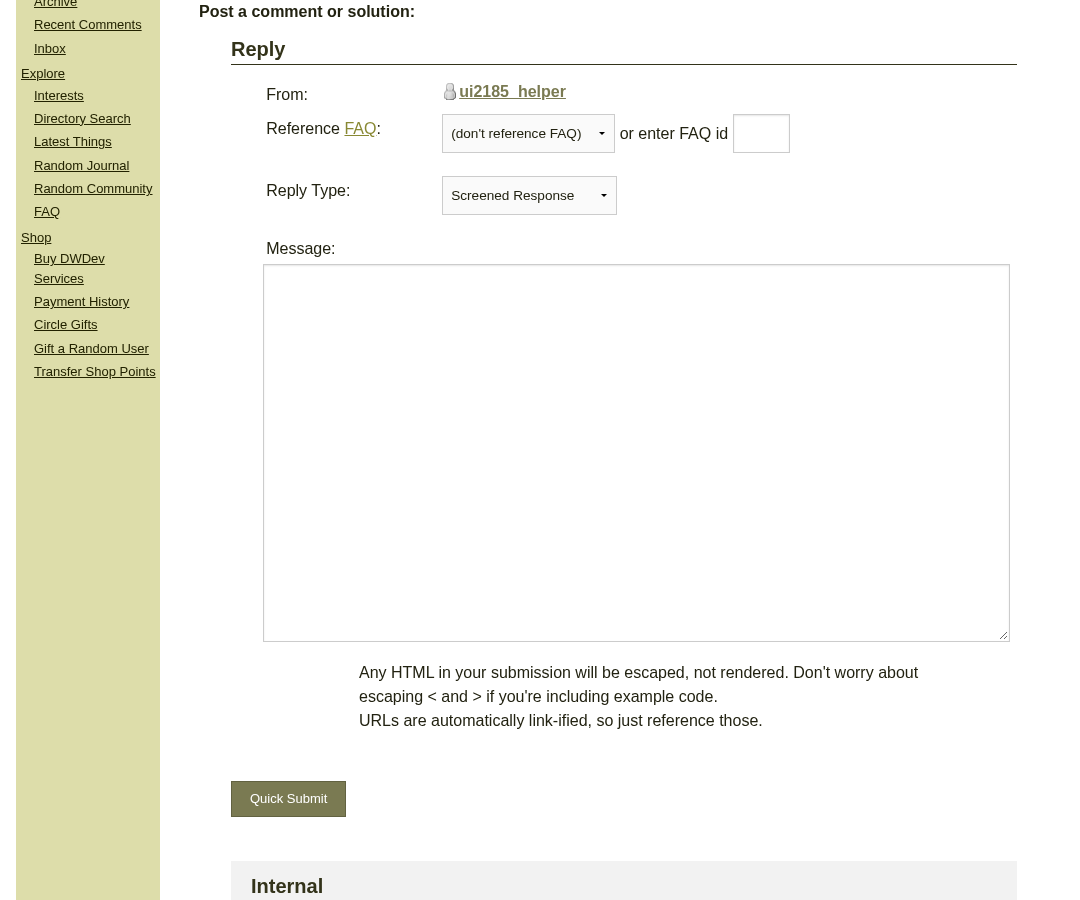 Archive
Recent Comments
Inbox
Explore
Interests
Directory Search
Latest Things
Random Journal
Random Community
FAQ
Shop
Buy DWDev
Services
Payment History
Circle Gifts
Gift a Random User
Transfer Shop Points
Post a comment or solution:
Reply
From: ui2185_helper
Reference FAQ: (don't reference FAQ) or enter FAQ id
Reply Type: Screened Response
Message:
Any HTML in your submission will be escaped, not rendered. Don't worry about
escaping < and > if you're including example code.
URLs are automatically link-ified, so just reference those.
Quick Submit
Internal